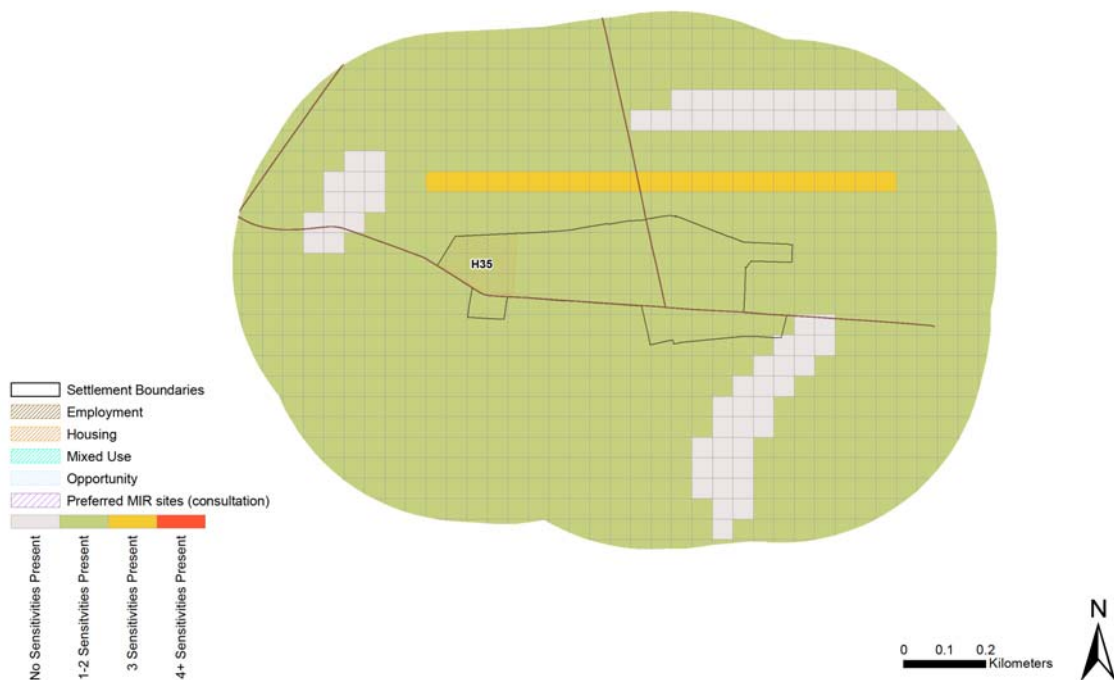 H35
Settlement Boundaries
Employment
Housing
Mixed Use
Opportunity
Preferred MIR sites (consultation)
No Sensitivities Present
1-2 Sensitivities Present
3 Sensitivities Present
4+ Sensitivities Present
N
0 0.1 0.2
Kilometers